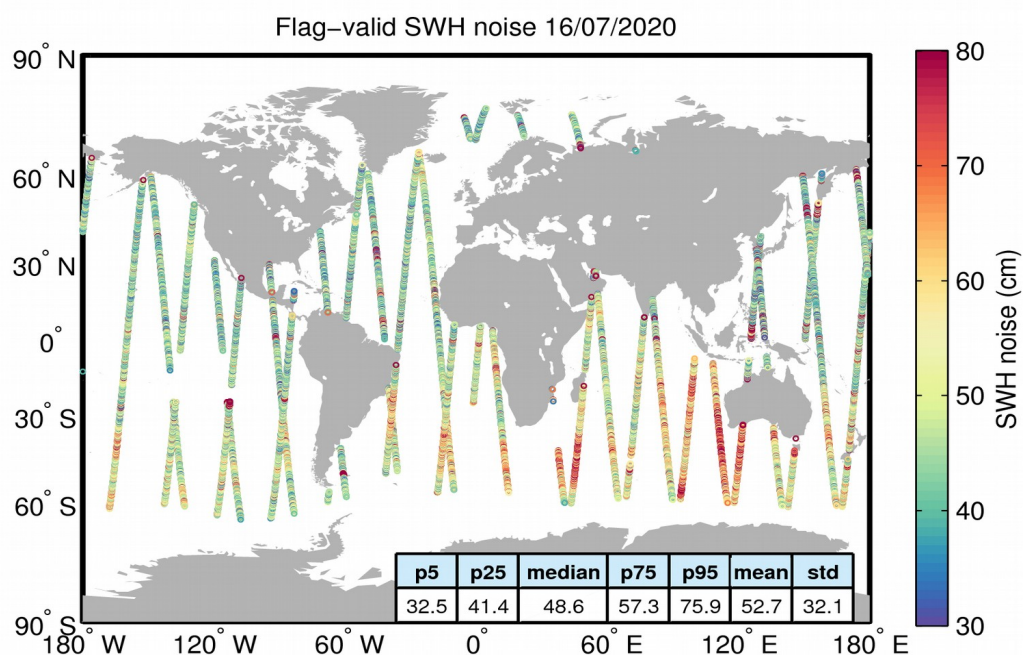 Flag−valid SWH noise 16/07/2020
90° N
60° N
30° N
0°
30° S
60° S
90° S
180° W
120° W
60° W
0°
60° E
120° E
180° E
80
70
60
50
40
30
SWH noise (cm)
p5 p25 median p75 p95 mean std
32.5 41.4 48.6 57.3 75.9 52.7 32.1